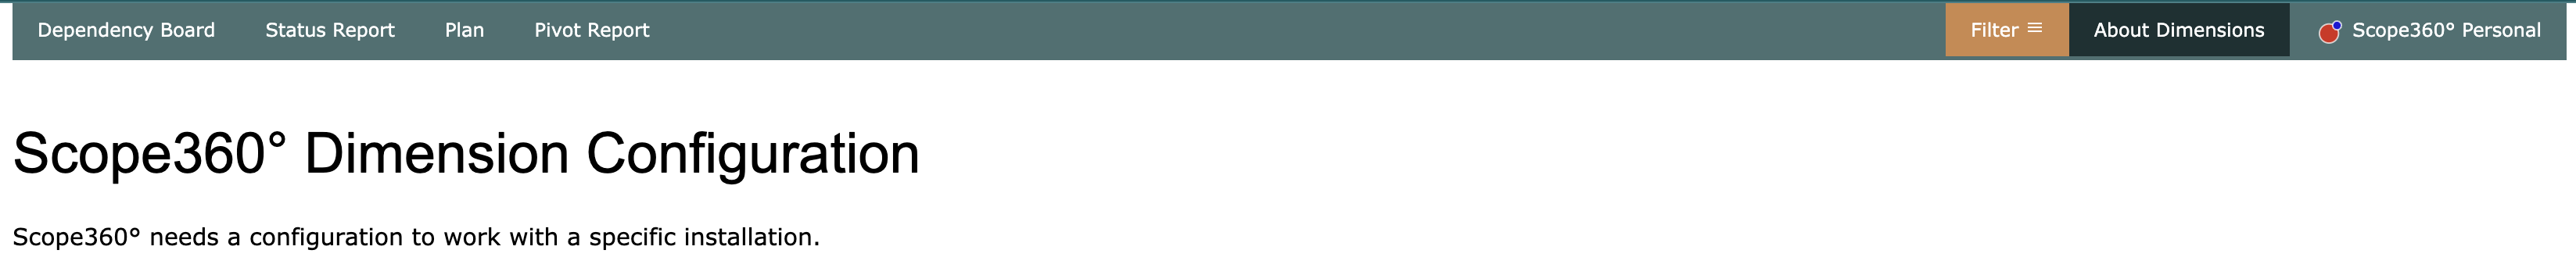 Dependency Board Status Report Plan Pivot Report Filter About Dimensions Scope360° Personal
Scope360° Dimension Configuration
Scope360° needs a configuration to work with a specific installation.